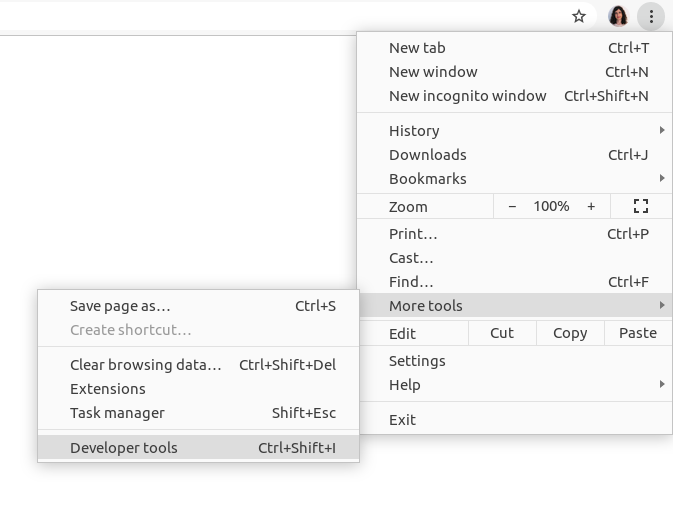 New tab Ctrl+T
New window Ctrl+N
New incognito window Ctrl+Shift+N
History
Downloads Ctrl+J
Bookmarks
Zoom − 100% +
Print… Ctrl+P
Cast…
Find… Ctrl+F
More tools
Edit Cut Copy Paste
Settings
Help
Exit
Save page as… Ctrl+S
Create shortcut…
Clear browsing data… Ctrl+Shift+Del
Extensions
Task manager Shift+Esc
Developer tools Ctrl+Shift+I